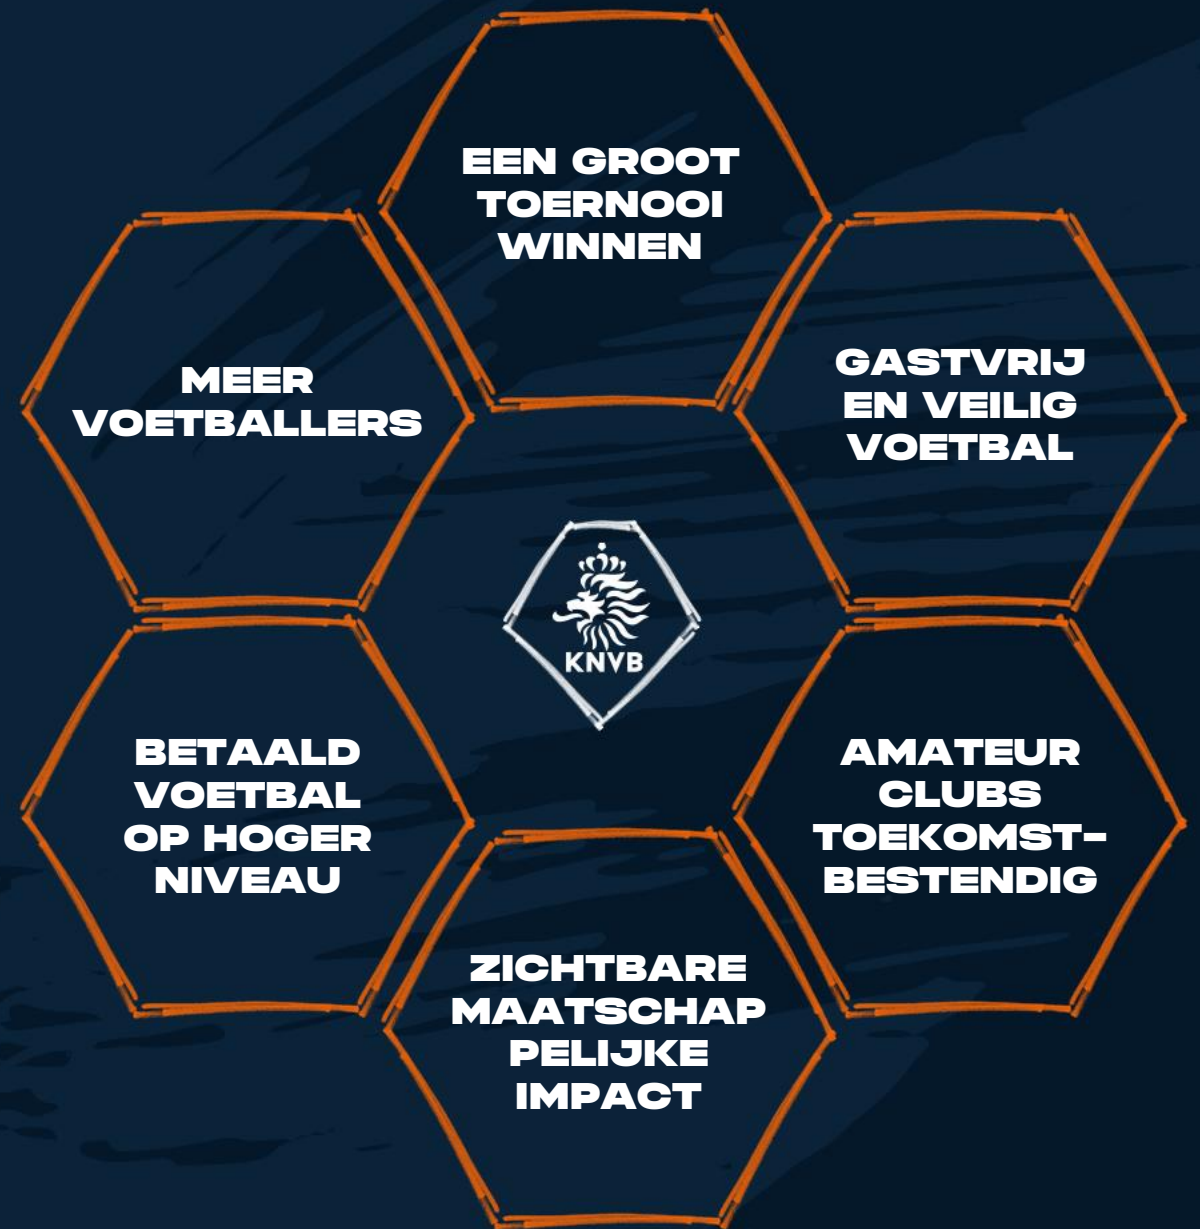 EEN GROOT
TOERNOOI
WINNEN
MEER
VOETBALLERS
GASTVRIJ
EN VEILIG
VOETBAL
KNVB
BETAALD
VOETBAL
OP HOGER
NIVEAU
AMATEUR
CLUBS
TOEKOMST-
BESTENDIG
ZICHTBARE
MAATSCHAP
PELIJKE
IMPACT